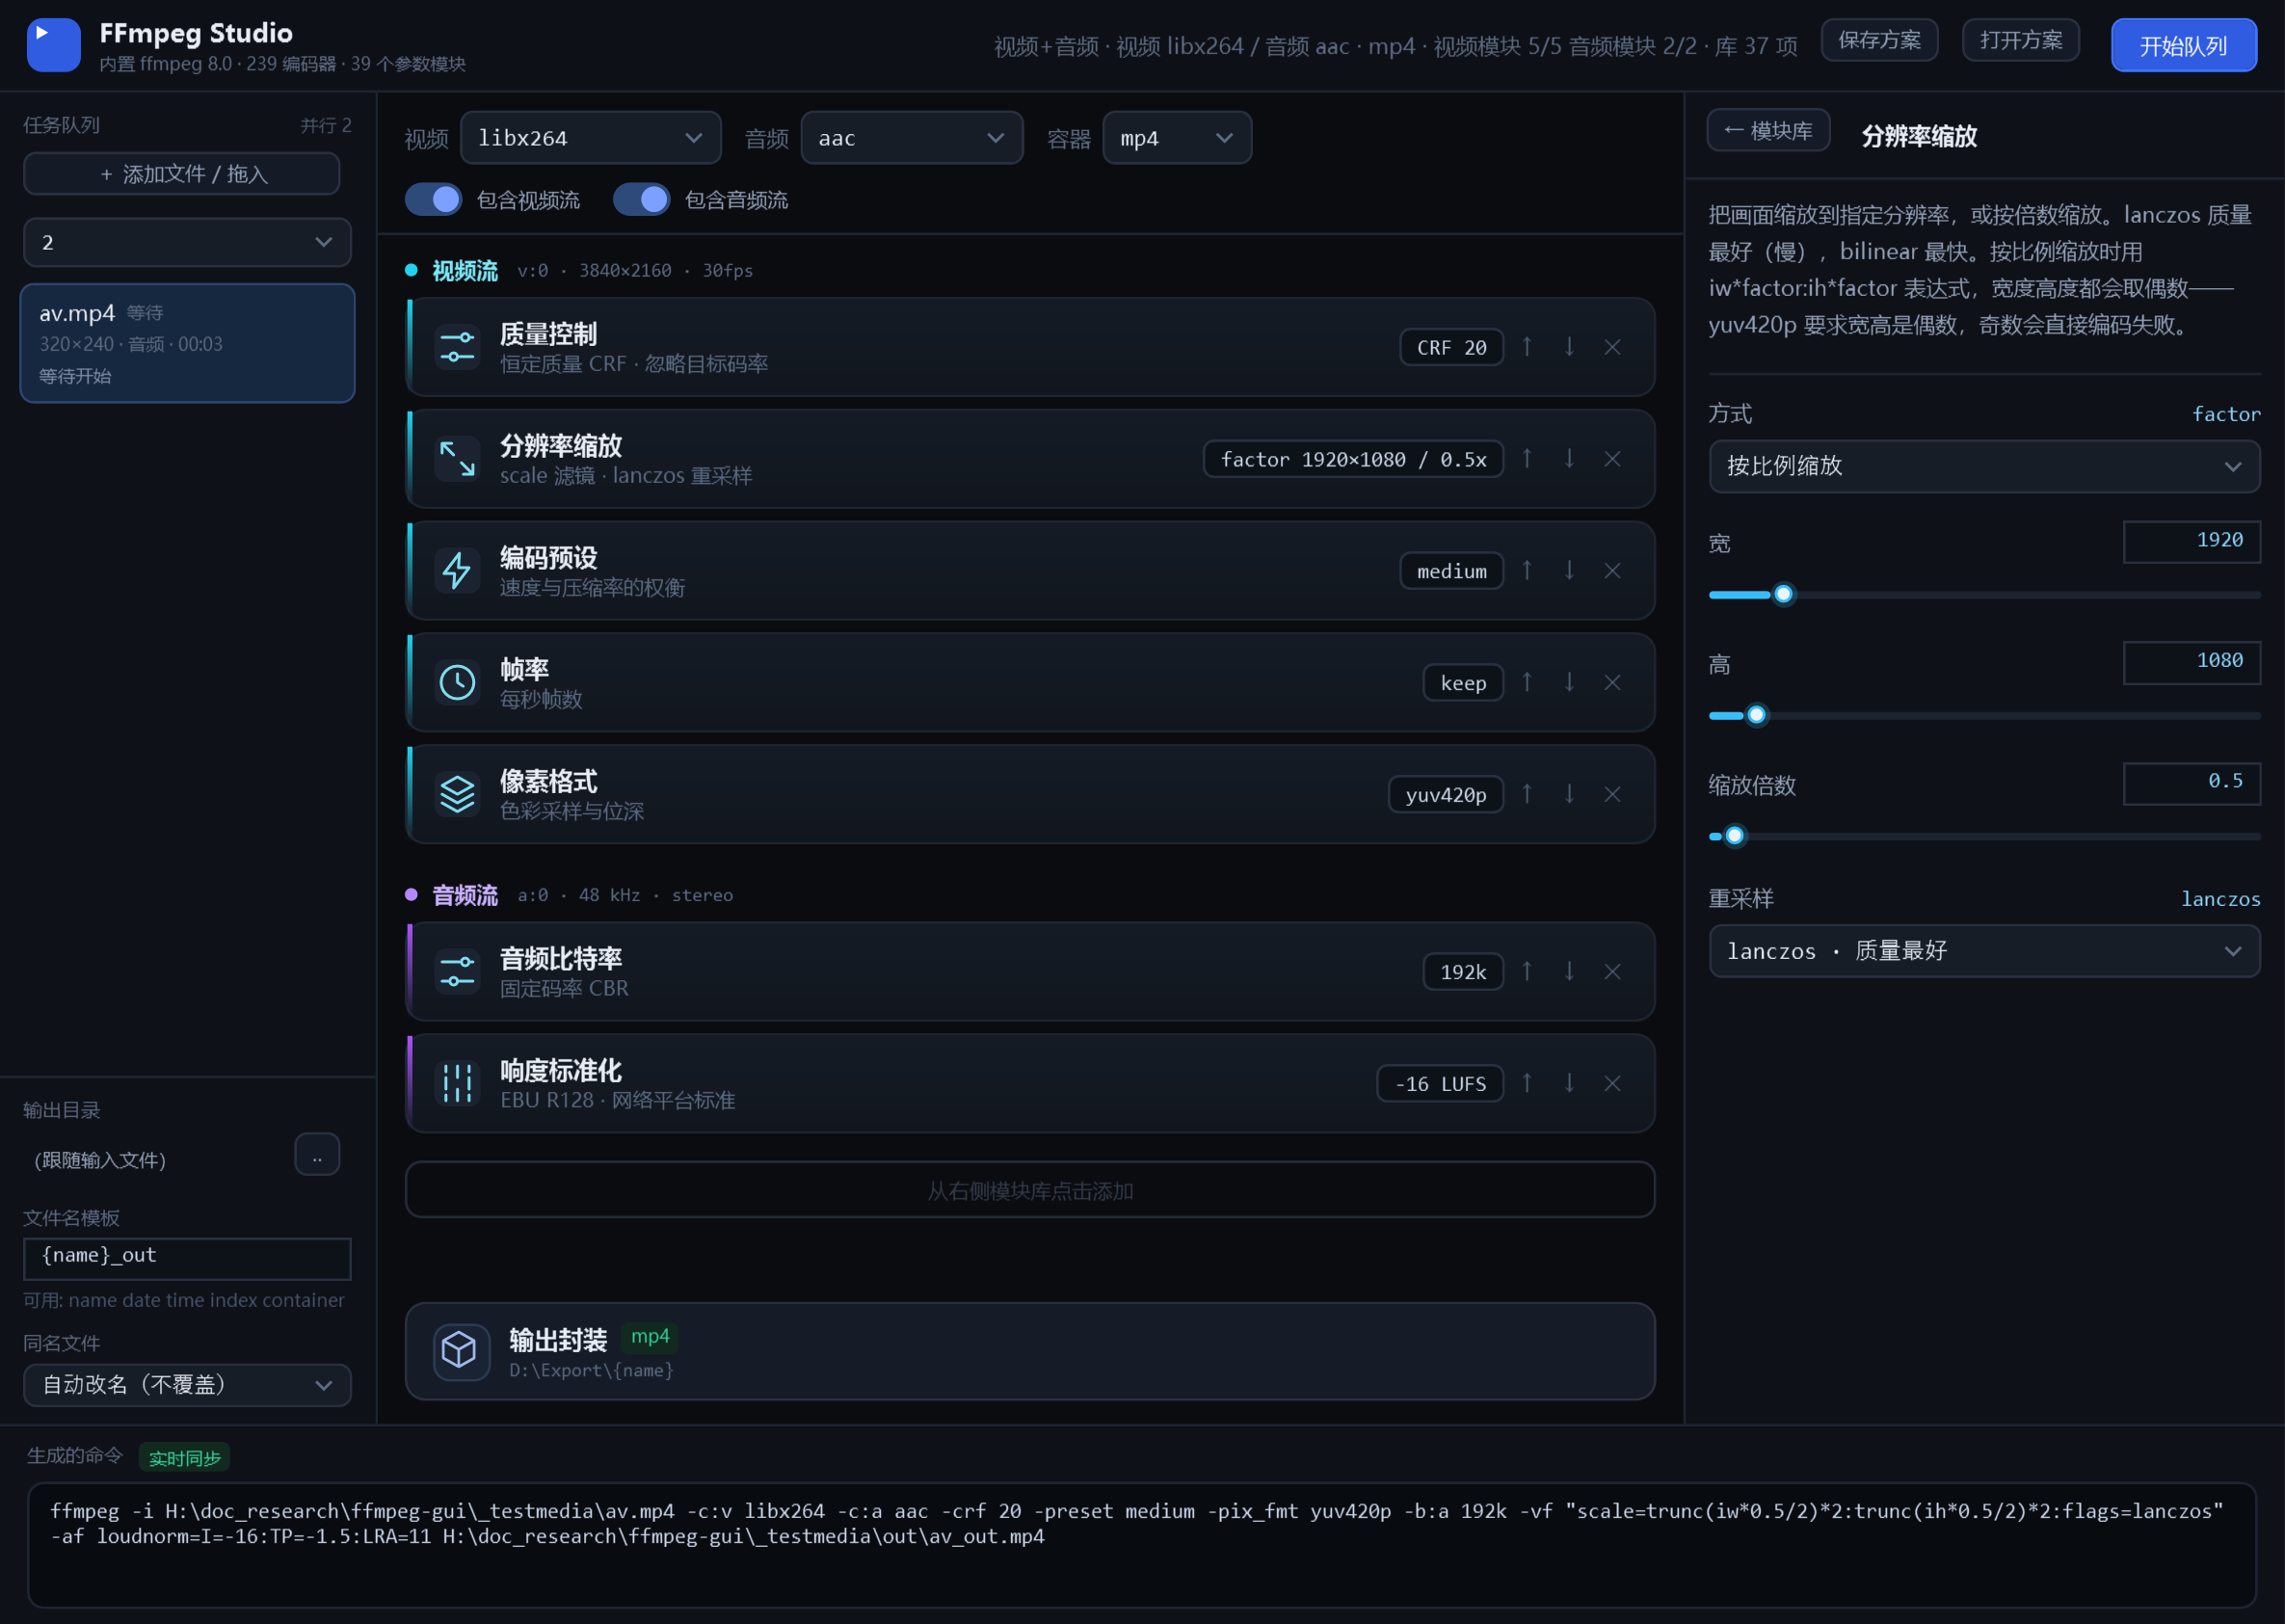 FFmpeg Studio
内置 ffmpeg 8.0 · 239 编码器 · 39 个参数模块
视频+音频 · 视频 libx264 / 音频 aac · mp4 · 视频模块 5/5 音频模块 2/2 · 库 37 项
保存方案
打开方案
开始队列
任务队列
并行 2
+ 添加文件 / 拖入
2
av.mp4 等待
320×240 · 音频 · 00:03
等待开始
输出目录
(跟随输入文件)
..
文件名模板
{name}_out
可用: name date time index container
同名文件
自动改名（不覆盖）
视频 libx264
音频 aac
容器 mp4
包含视频流
包含音频流
视频流 v:0 · 3840×2160 · 30fps
质量控制
恒定质量 CRF · 忽略目标码率
CRF 20 ↑ ↓ ×
分辨率缩放
scale 滤镜 · lanczos 重采样
factor 1920×1080 / 0.5x ↑ ↓ ×
编码预设
速度与压缩率的权衡
medium ↑ ↓ ×
帧率
每秒帧数
keep ↑ ↓ ×
像素格式
色彩采样与位深
yuv420p ↑ ↓ ×
音频流 a:0 · 48 kHz · stereo
音频比特率
固定码率 CBR
192k ↑ ↓ ×
响度标准化
EBU R128 · 网络平台标准
-16 LUFS ↑ ↓ ×
从右侧模块库点击添加
输出封装 mp4
D:\Export\{name}
← 模块库
分辨率缩放
把画面缩放到指定分辨率，或按倍数缩放。lanczos 质量
最好（慢），bilinear 最快。按比例缩放时用
iw*factor:ih*factor 表达式，宽度高度都会取偶数——
yuv420p 要求宽高是偶数，奇数会直接编码失败。
方式 factor
按比例缩放
宽 1920
高 1080
缩放倍数 0.5
重采样 lanczos
lanczos · 质量最好
生成的命令 实时同步
ffmpeg -i H:\doc_research\ffmpeg-gui\_testmedia\av.mp4 -c:v libx264 -c:a aac -crf 20 -preset medium -pix_fmt yuv420p -b:a 192k -vf "scale=trunc(iw*0.5/2)*2:trunc(ih*0.5/2)*2:flags=lanczos"
-af loudnorm=I=-16:TP=-1.5:LRA=11 H:\doc_research\ffmpeg-gui\_testmedia\out\av_out.mp4